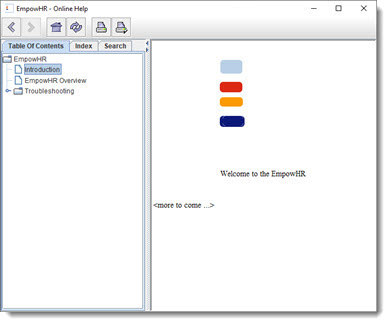 EmpowHR - Online Help
Table Of Contents Index Search
EmpowHR
Introduction
EmpowHR Overview
Troubleshooting
Welcome to the EmpowHR
<more to come ...>